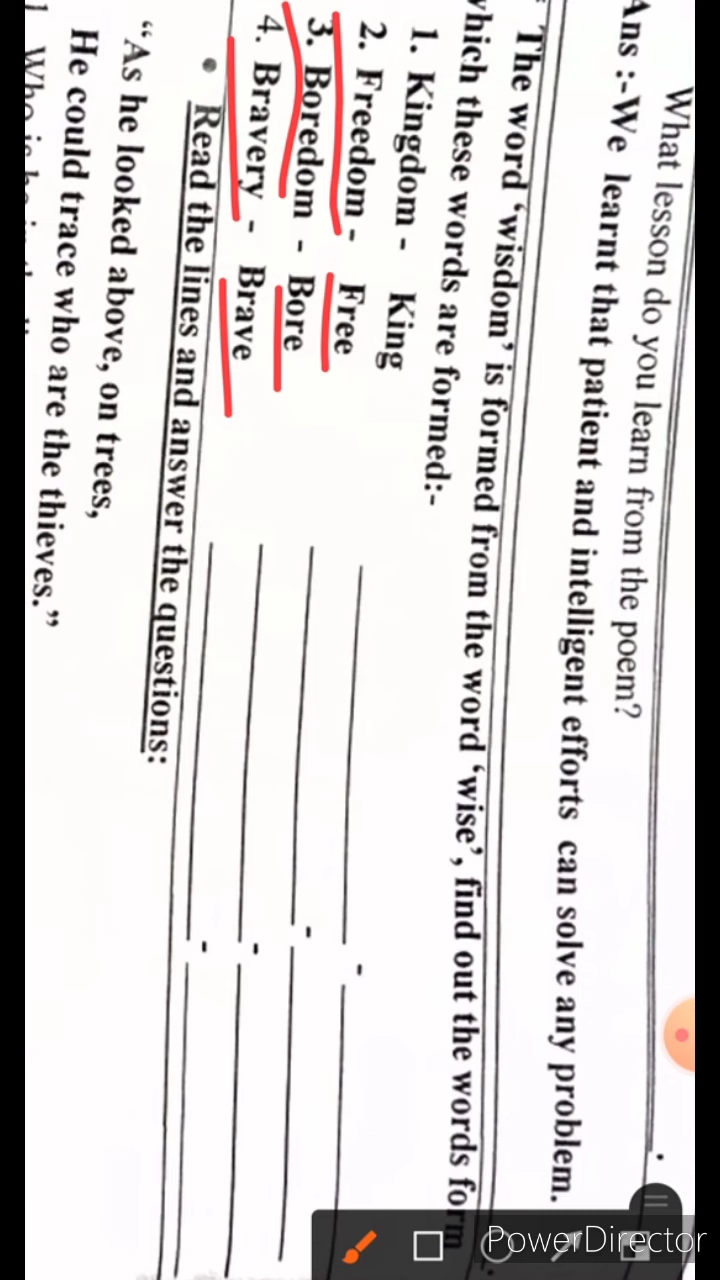 What lesson do you learn from the poem?
Ans :-We learnt that patient and intelligent efforts can solve any problem.
The word ‘wisdom’ is formed from the word ‘wise’, find out the words form
which these words are formed:-
1. Kingdom - King
2. Freedom - Free
3. Boredom - Bore
4. Bravery - Brave
• Read the lines and answer the questions:
“As he looked above, on trees,
He could trace who are the thieves.”
PowerDirector